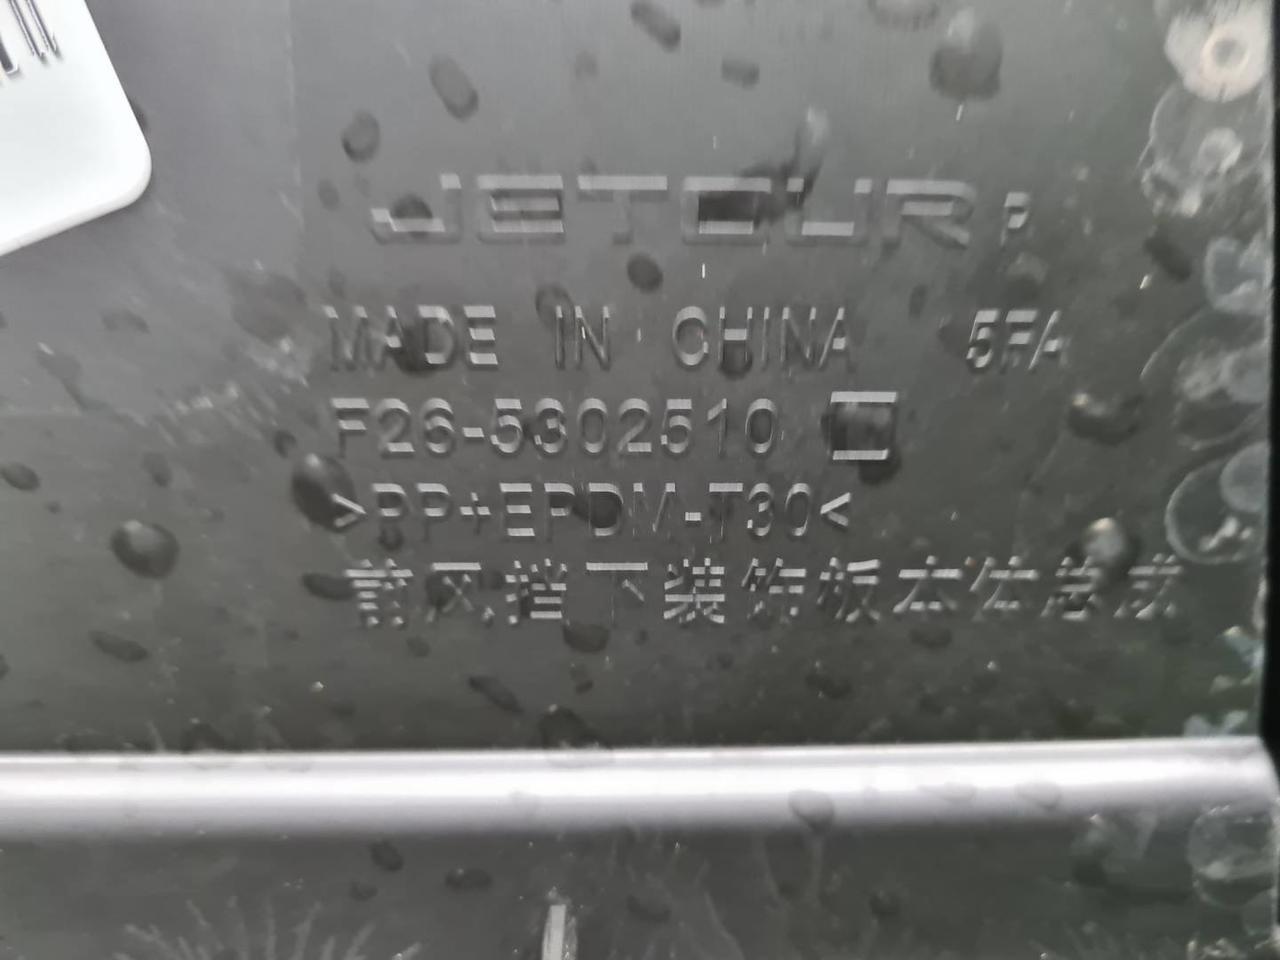 JETOUR P
MADE IN CHINA 5FA
F26-5302510
>PP+EPDM-T30<
前风挡下装饰板本体总成